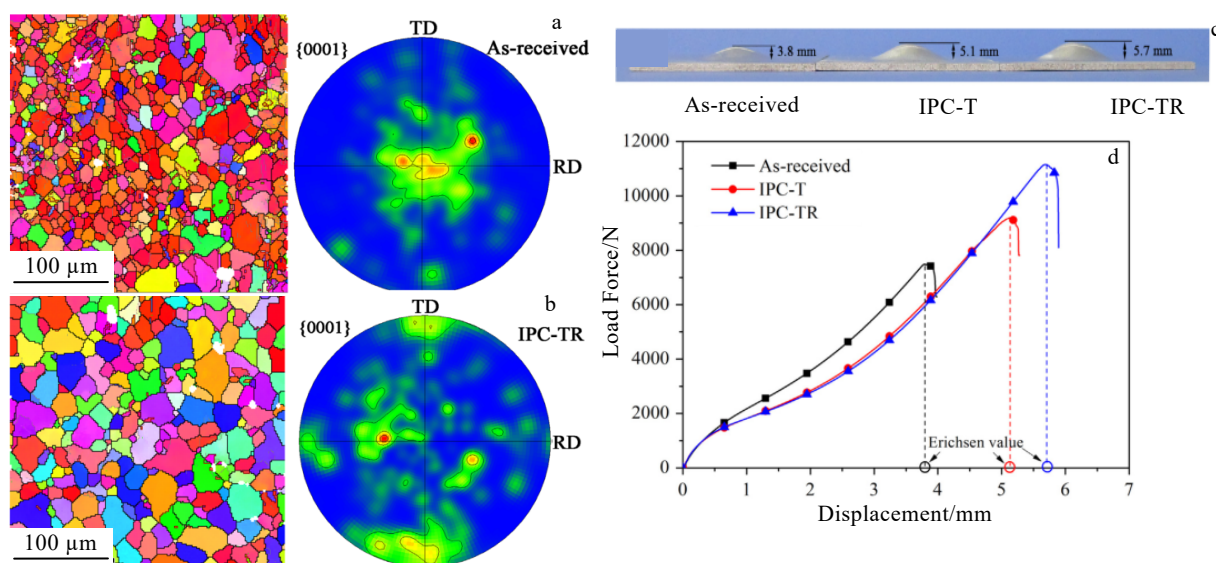 a
TD
{0001}
As-received
RD
100 μm
b
TD
{0001}
IPC-TR
RD
100 μm
c
3.8 mm
5.1 mm
5.7 mm
As-received
IPC-T
IPC-TR
d
12000
10000
8000
6000
4000
2000
0
Load Force/N
As-received
IPC-T
IPC-TR
Erichsen value
0
1
2
3
4
5
6
7
Displacement/mm